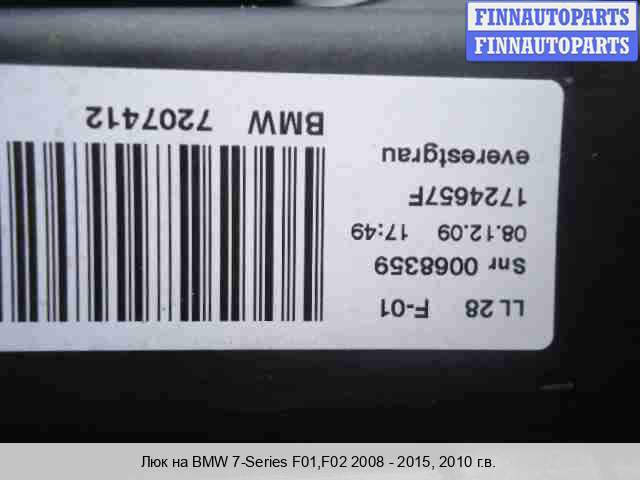 FINNAUTOPARTS
FINNAUTOPARTS
LL 28 F-01
Snr 0068359
08.12.09 17:49
1724657F
everestgrau
BMW 7207412
Люк на BMW 7-Series F01,F02 2008 - 2015, 2010 г.в.